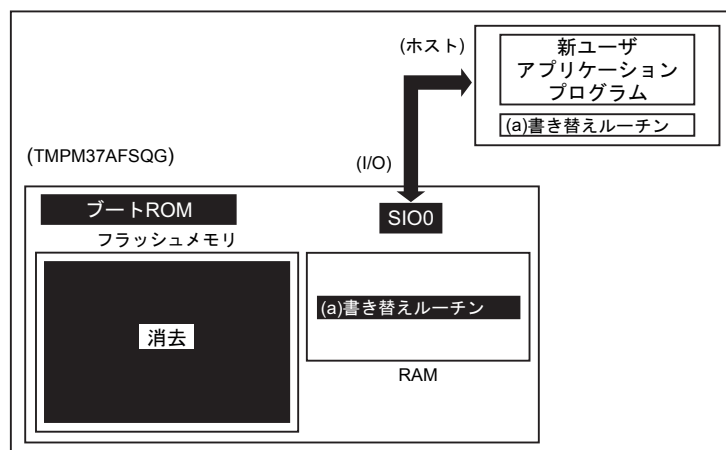 (ホスト)
新ユーザ
アプリケーション
プログラム
(a)書き替えルーチン
(TMPM37AFSQG)
(I/O)
ブートROM
SIO0
フラッシュメモリ
消去
(a)書き替えルーチン
RAM